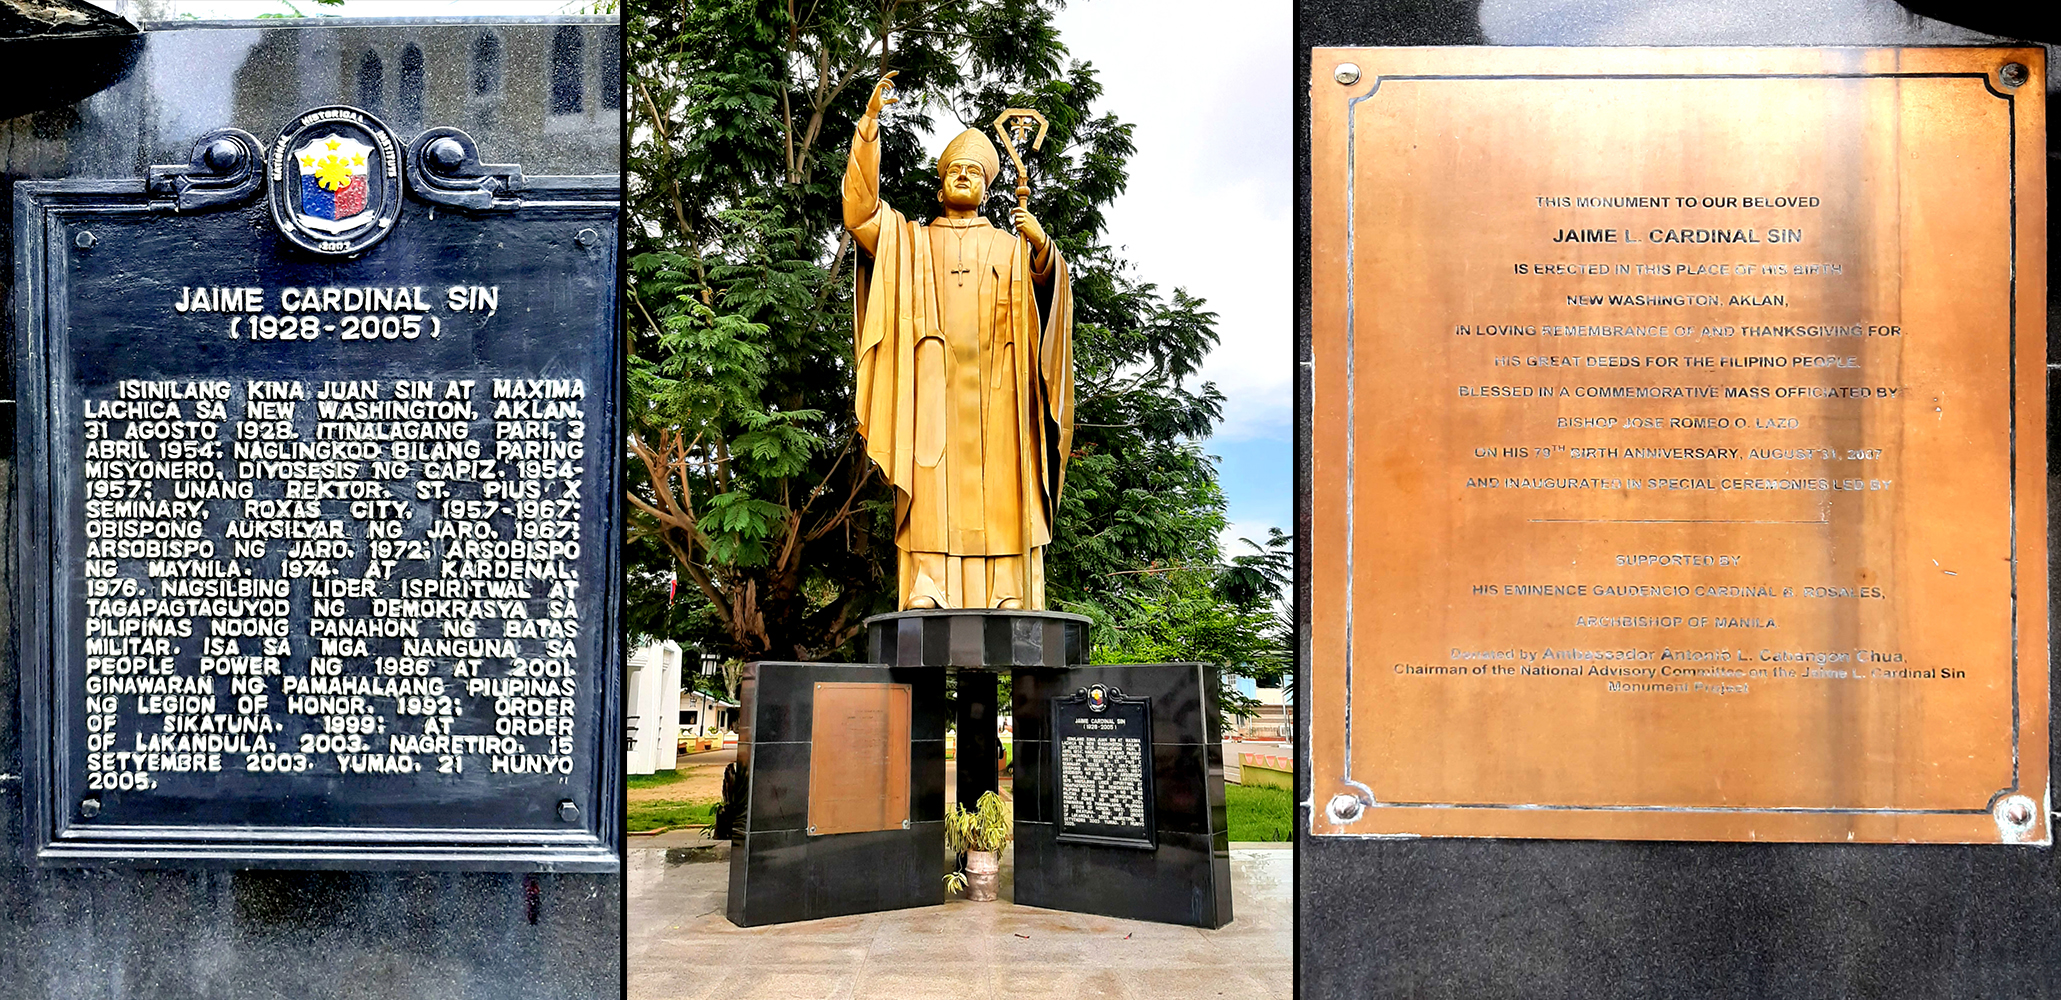 NATIONAL HISTORICAL INSTITUTE
2007
JAIME CARDINAL SIN
(1928-2005)
ISINILANG KINA JUAN SIN AT MAXIMA
LACHICA SA NEW WASHINGTON, AKLAN,
31 AGOSTO 1928. ITINALAGANG PARI, 3
ABRIL 1954; NAGLINGKOD BILANG PARING
MISYONERO, DIYOSESIS NG CAPIZ, 1954-
1957; UNANG REKTOR, ST. PIUS X
SEMINARY, ROXAS CITY, 1957-1967;
OBISPONG AUKSILYAR NG JARO, 1967;
ARSOBISPO NG JARO, 1972; ARSOBISPO
NG MAYNILA, 1974, AT KARDENAL,
1976. NAGSILBING LIDER ISPIRITWAL AT
TAGAPAGTAGUYOD NG DEMOKRASYA SA
PILIPINAS NOONG PANAHON NG BATAS
MILITAR. ISA SA MGA NANGUNA SA
PEOPLE POWER NG 1986 AT 2001.
GINAWARAN NG PAMAHALAANG PILIPINAS
NG LEGION OF HONOR, 1992; ORDER
OF SIKATUNA, 1999; AT ORDER
OF LAKANDULA, 2003. NAGRETIRO, 15
SETYEMBRE 2003. YUMAO, 21 HUNYO
2005.
JAIME CARDINAL SIN
(1928-2005)
THIS MONUMENT TO OUR BELOVED
JAIME L. CARDINAL SIN
IS ERECTED IN THIS PLACE OF HIS BIRTH
NEW WASHINGTON, AKLAN,
IN LOVING REMEMBRANCE OF AND THANKSGIVING FOR
HIS GREAT DEEDS FOR THE FILIPINO PEOPLE.
BLESSED IN A COMMEMORATIVE MASS OFFICIATED BY
BISHOP JOSE ROMEO O. LAZO
ON HIS 79TH BIRTH ANNIVERSARY, AUGUST 31, 2007
AND INAUGURATED IN SPECIAL CEREMONIES LED BY
SUPPORTED BY
HIS EMINENCE GAUDENCIO CARDINAL B. ROSALES,
ARCHBISHOP OF MANILA.
Donated by Ambassador Antonio L. Cabangon Chua,
Chairman of the National Advisory Committee on the Jaime L. Cardinal Sin
Monument Project